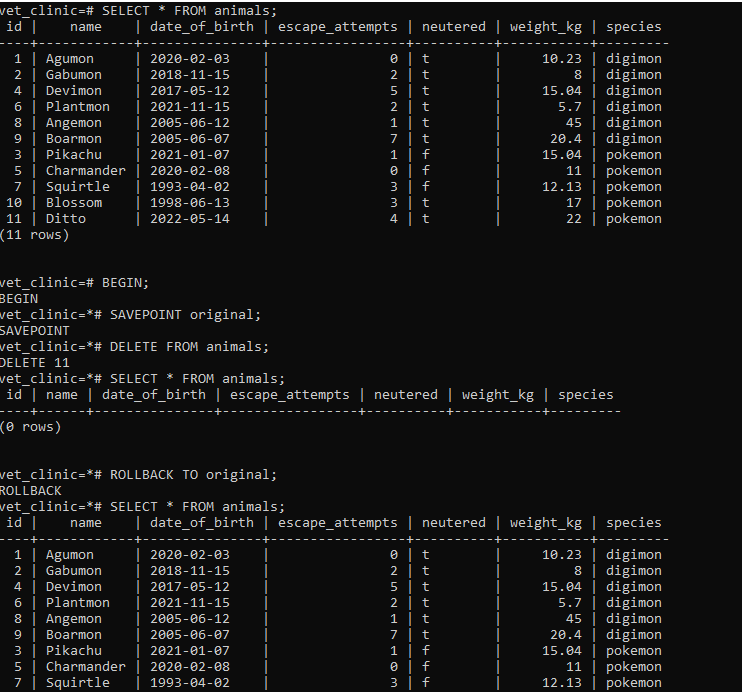 vet_clinic=# SELECT * FROM animals;
 id |    name    | date_of_birth | escape_attempts | neutered | weight_kg | species
----+------------+---------------+-----------------+----------+-----------+---------
  1 | Agumon     | 2020-02-03    |               0 | t        |     10.23 | digimon
  2 | Gabumon    | 2018-11-15    |               2 | t        |         8 | digimon
  4 | Devimon    | 2017-05-12    |               5 | t        |     15.04 | digimon
  6 | Plantmon   | 2021-11-15    |               2 | t        |       5.7 | digimon
  8 | Angemon    | 2005-06-12    |               1 | t        |        45 | digimon
  9 | Boarmon    | 2005-06-07    |               7 | t        |      20.4 | digimon
  3 | Pikachu    | 2021-01-07    |               1 | f        |     15.04 | pokemon
  5 | Charmander | 2020-02-08    |               0 | f        |        11 | pokemon
  7 | Squirtle   | 1993-04-02    |               3 | f        |     12.13 | pokemon
 10 | Blossom    | 1998-06-13    |               3 | t        |        17 | pokemon
 11 | Ditto      | 2022-05-14    |               4 | t        |        22 | pokemon
(11 rows)
vet_clinic=# BEGIN;
BEGIN
vet_clinic=*# SAVEPOINT original;
SAVEPOINT
vet_clinic=*# DELETE FROM animals;
DELETE 11
vet_clinic=*# SELECT * FROM animals;
 id | name | date_of_birth | escape_attempts | neutered | weight_kg | species
----+------+---------------+-----------------+----------+-----------+---------
(0 rows)
vet_clinic=*# ROLLBACK TO original;
ROLLBACK
vet_clinic=*# SELECT * FROM animals;
 id |    name    | date_of_birth | escape_attempts | neutered | weight_kg | species
----+------------+---------------+-----------------+----------+-----------+---------
  1 | Agumon     | 2020-02-03    |               0 | t        |     10.23 | digimon
  2 | Gabumon    | 2018-11-15    |               2 | t        |         8 | digimon
  4 | Devimon    | 2017-05-12    |               5 | t        |     15.04 | digimon
  6 | Plantmon   | 2021-11-15    |               2 | t        |       5.7 | digimon
  8 | Angemon    | 2005-06-12    |               1 | t        |        45 | digimon
  9 | Boarmon    | 2005-06-07    |               7 | t        |      20.4 | digimon
  3 | Pikachu    | 2021-01-07    |               1 | f        |     15.04 | pokemon
  5 | Charmander | 2020-02-08    |               0 | f        |        11 | pokemon
  7 | Squirtle   | 1993-04-02    |               3 | f        |     12.13 | pokemon